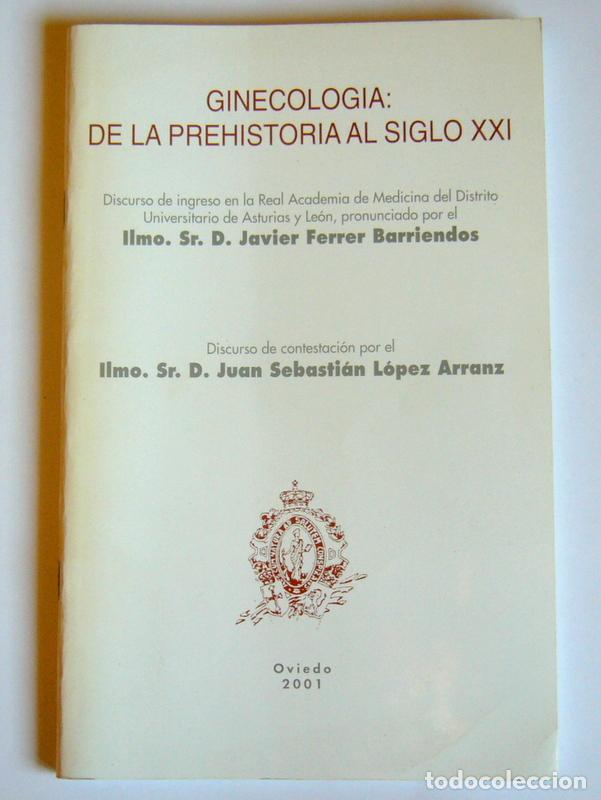 GINECOLOGIA:
DE LA PREHISTORIA AL SIGLO XXI
Discurso de ingreso en la Real Academia de Medicina del Distrito
Universitario de Asturias y León, pronunciado por el
Ilmo. Sr. D. Javier Ferrer Barriendos
Discurso de contestación por el
Ilmo. Sr. D. Juan Sebastián López Arranz
Oviedo
2001
todocoleccion